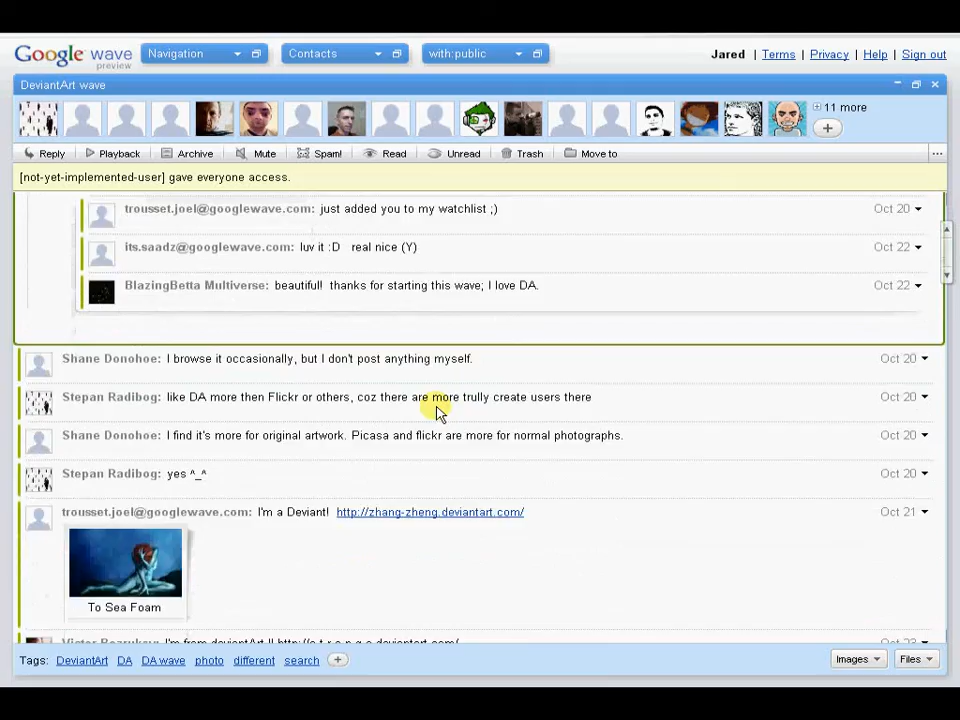 Google wave
preview
Navigation
Contacts
with:public
Jared | Terms | Privacy | Help | Sign out
DeviantArt wave
11 more
Reply Playback Archive Mute Spam! Read Unread Trash Move to
[not-yet-implemented-user] gave everyone access.
trousset.joel@googlewave.com: just added you to my watchlist ;) Oct 20
its.saadz@googlewave.com: luv it :D real nice (Y) Oct 22
BlazingBetta Multiverse: beautiful! thanks for starting this wave; I love DA. Oct 22
Shane Donohoe: I browse it occasionally, but I don't post anything myself. Oct 20
Stepan Radibog: like DA more then Flickr or others, coz there are more trully create users there Oct 20
Shane Donohoe: I find it's more for original artwork. Picasa and flickr are more for normal photographs. Oct 20
Stepan Radibog: yes ^_^ Oct 20
trousset.joel@googlewave.com: I'm a Deviant! http://zhang-zheng.deviantart.com/ Oct 21
To Sea Foam
I'm from deviantArt !!
Tags: DeviantArt DA DA wave photo different search
Images Files